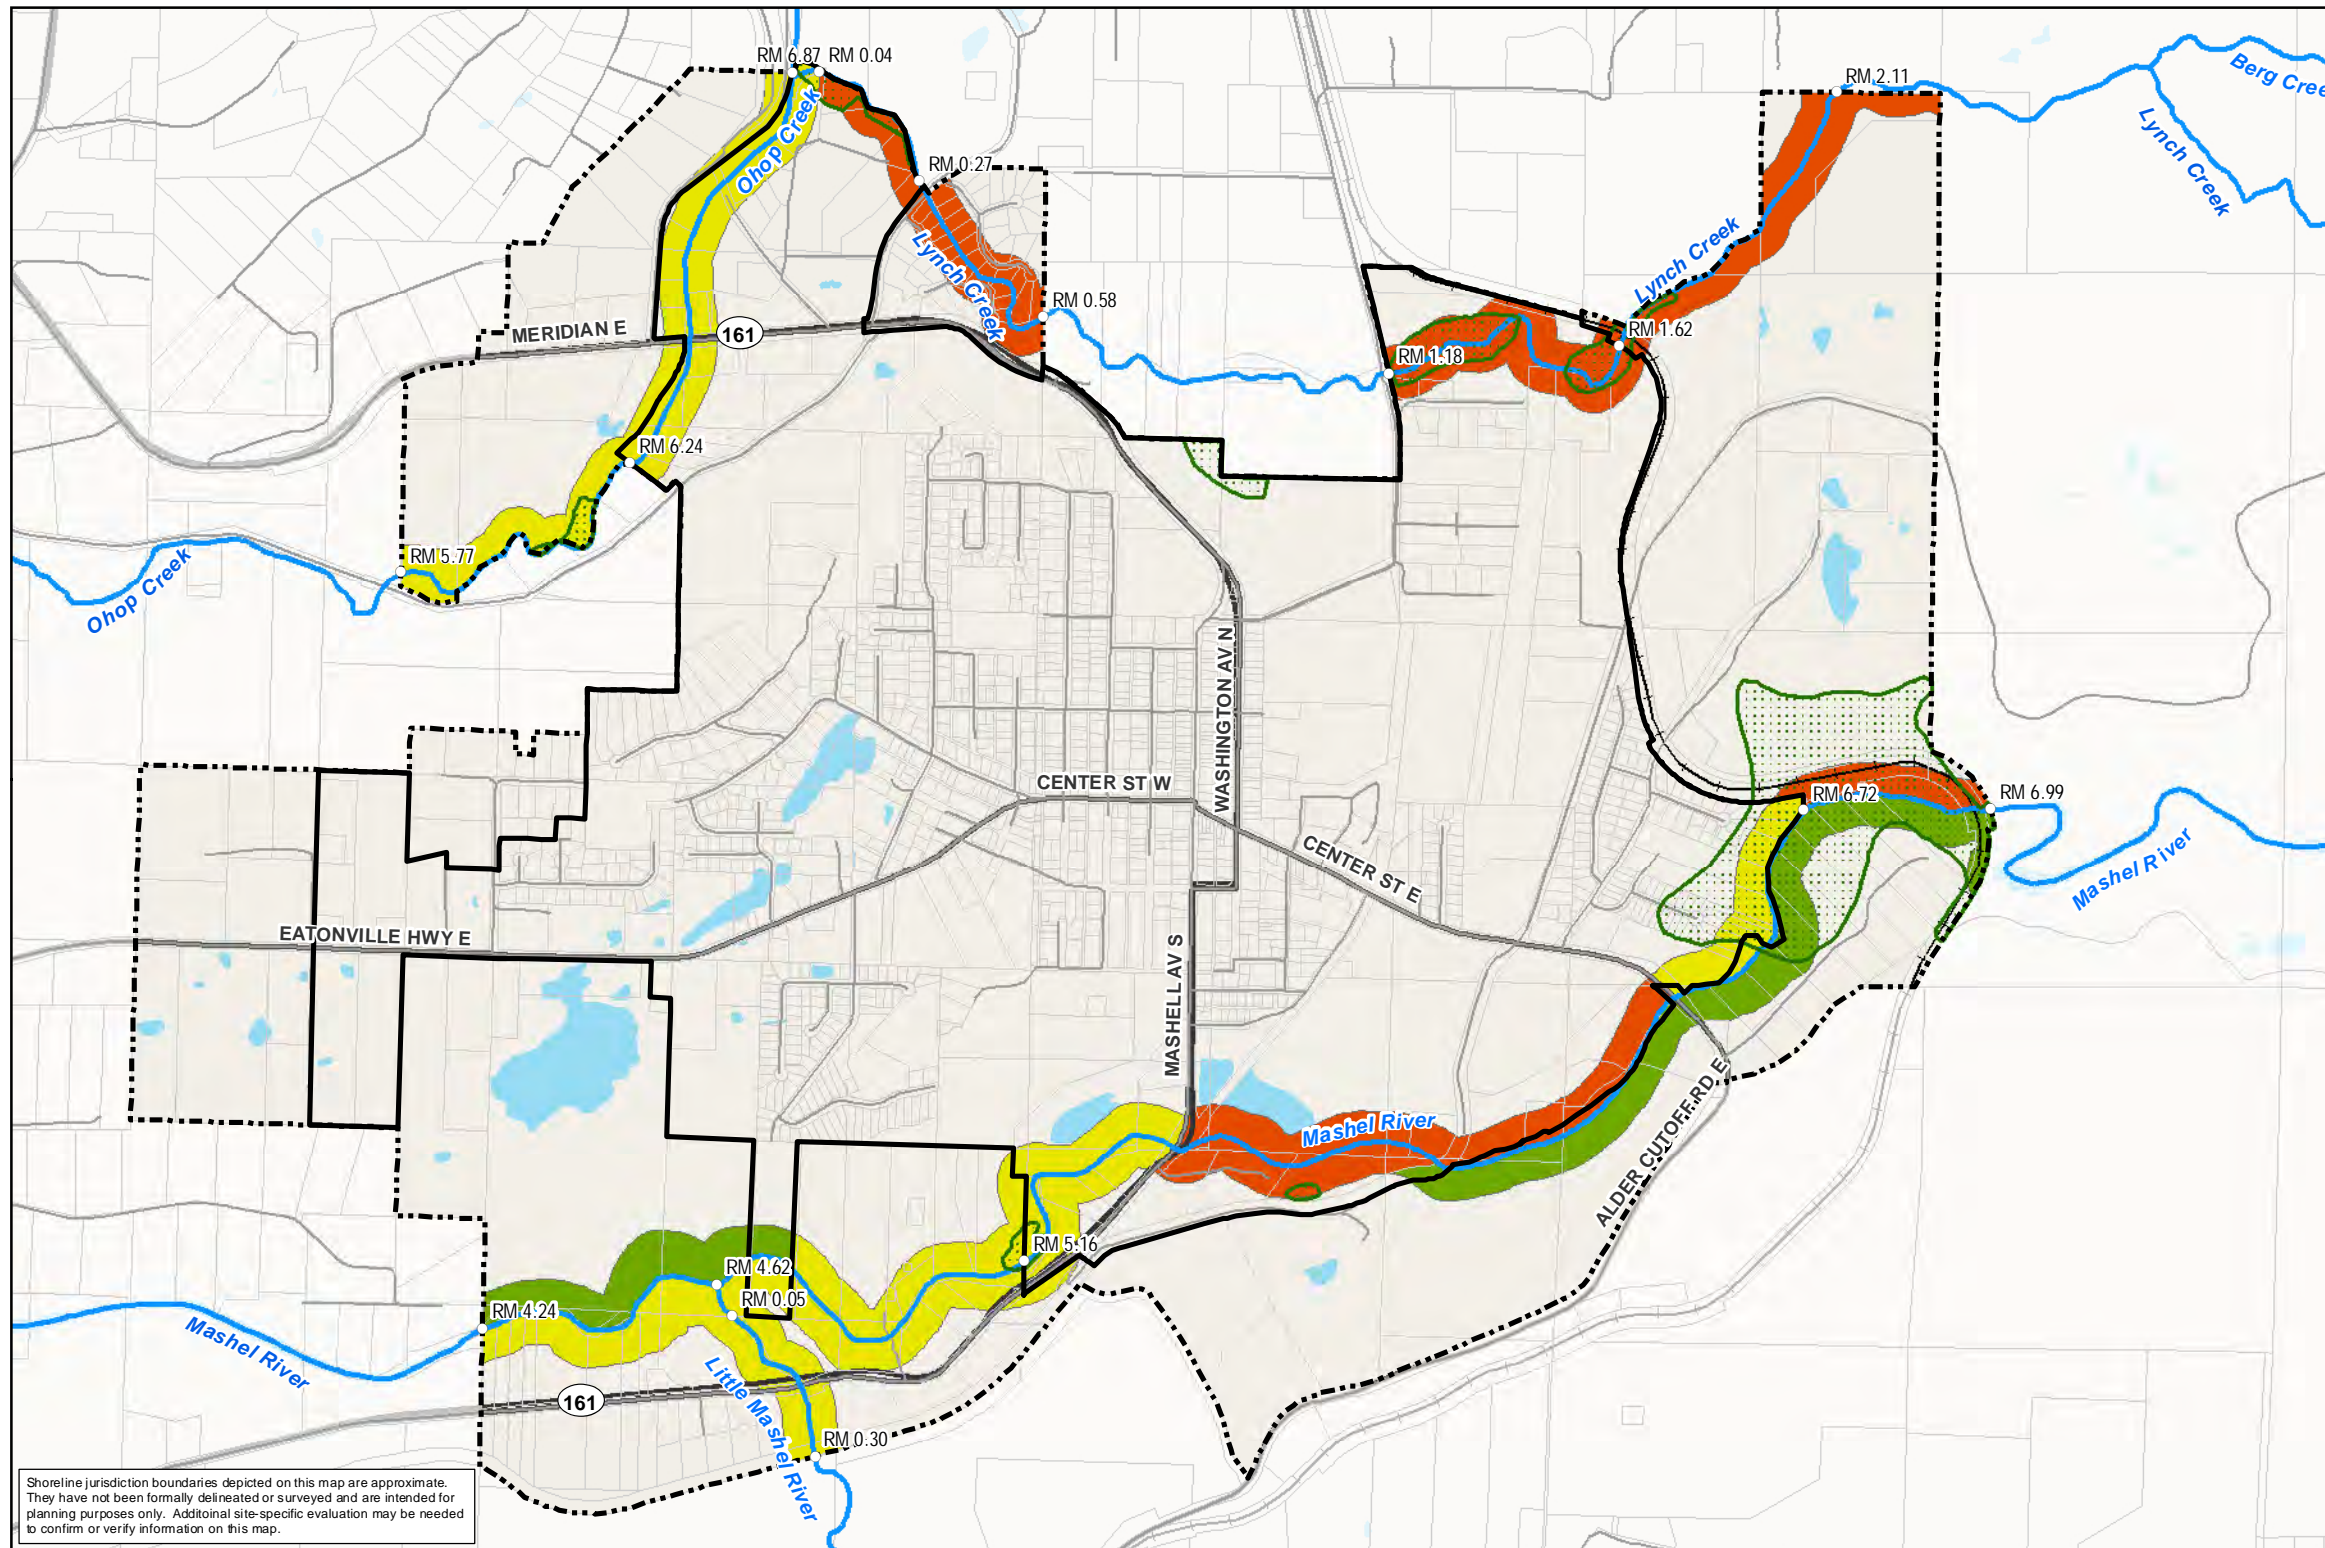 RM 6.87
RM 0.04
RM 2.11
Berg Cree
Lynch Creek
Ohop Creek
RM 0.27
Lynch Creek
Lynch Creek
RM 0.58
MERIDIAN E
161
RM 1.62
RM 1.18
RM 6.24
RM 5.77
Ohop Creek
WASHINGTON AV N
CENTER ST W
RM 6.72
RM 6.99
Mashel River
CENTER ST E
EATONVILLE HWY E
MASHELL AV S
Mashel River
ALDER CUTOFF RD E
RM 5.16
RM 4.62
RM 0.05
RM 4.24
Mashel River
Little Mashel River
161
RM 0.30
Shoreline jurisdiction boundaries depicted on this map are approximate.
They have not been formally delineated or surveyed and are intended for
planning purposes only.  Additoinal site-specific evaluation may be needed
to confirm or verify information on this map.